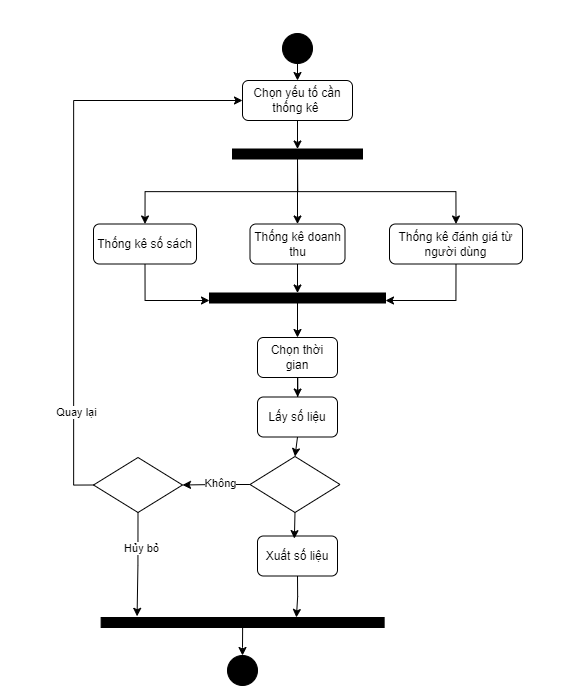 Chọn yếu tố cần
thống kê
Thống kê số sách
Thống kê doanh
thu
Thống kê đánh giá từ
người dùng
Chọn thời
gian
Quay lại
Lấy số liệu
Không
Hủy bỏ
Xuất số liệu